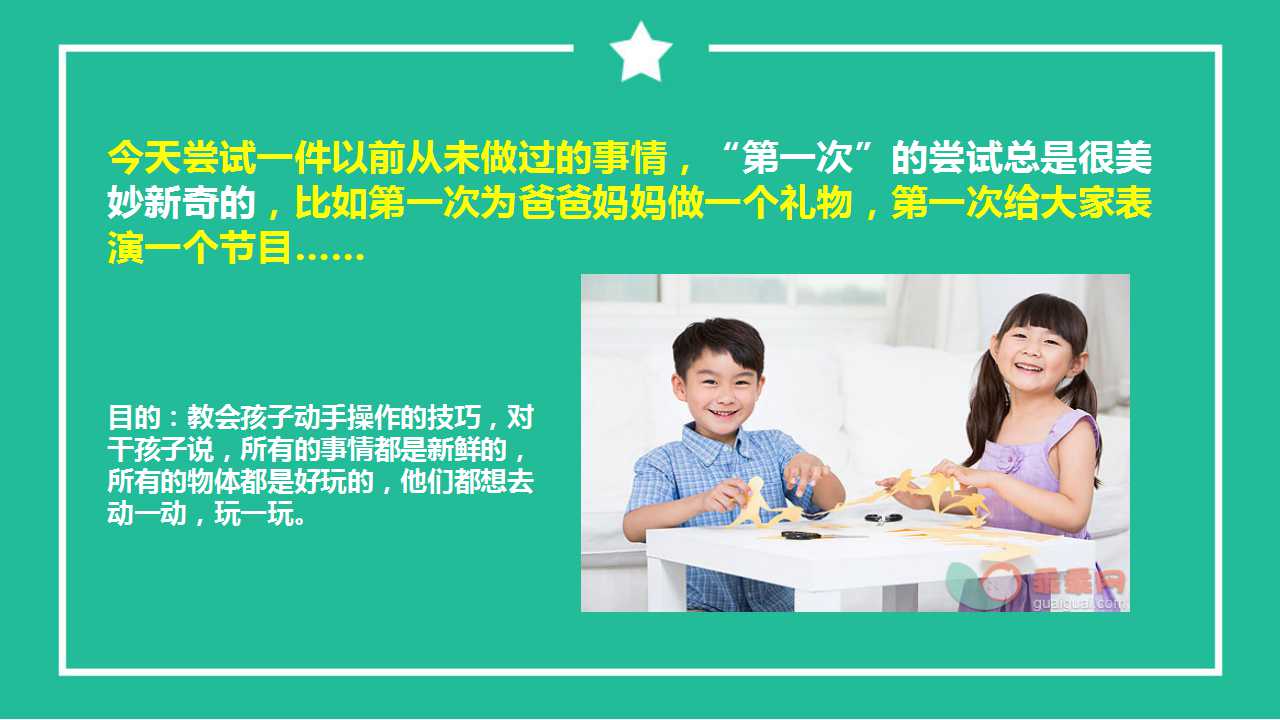 今天尝试一件以前从未做过的事情，“第一次”的尝试总是很美
妙新奇的，比如第一次为爸爸妈妈做一个礼物，第一次给大家表
演一个节目……
目的：教会孩子动手操作的技巧，对
于孩子说，所有的事情都是新鲜的，
所有的物体都是好玩的，他们都想去
动一动，玩一玩。
乖乖网
guaiguai.com